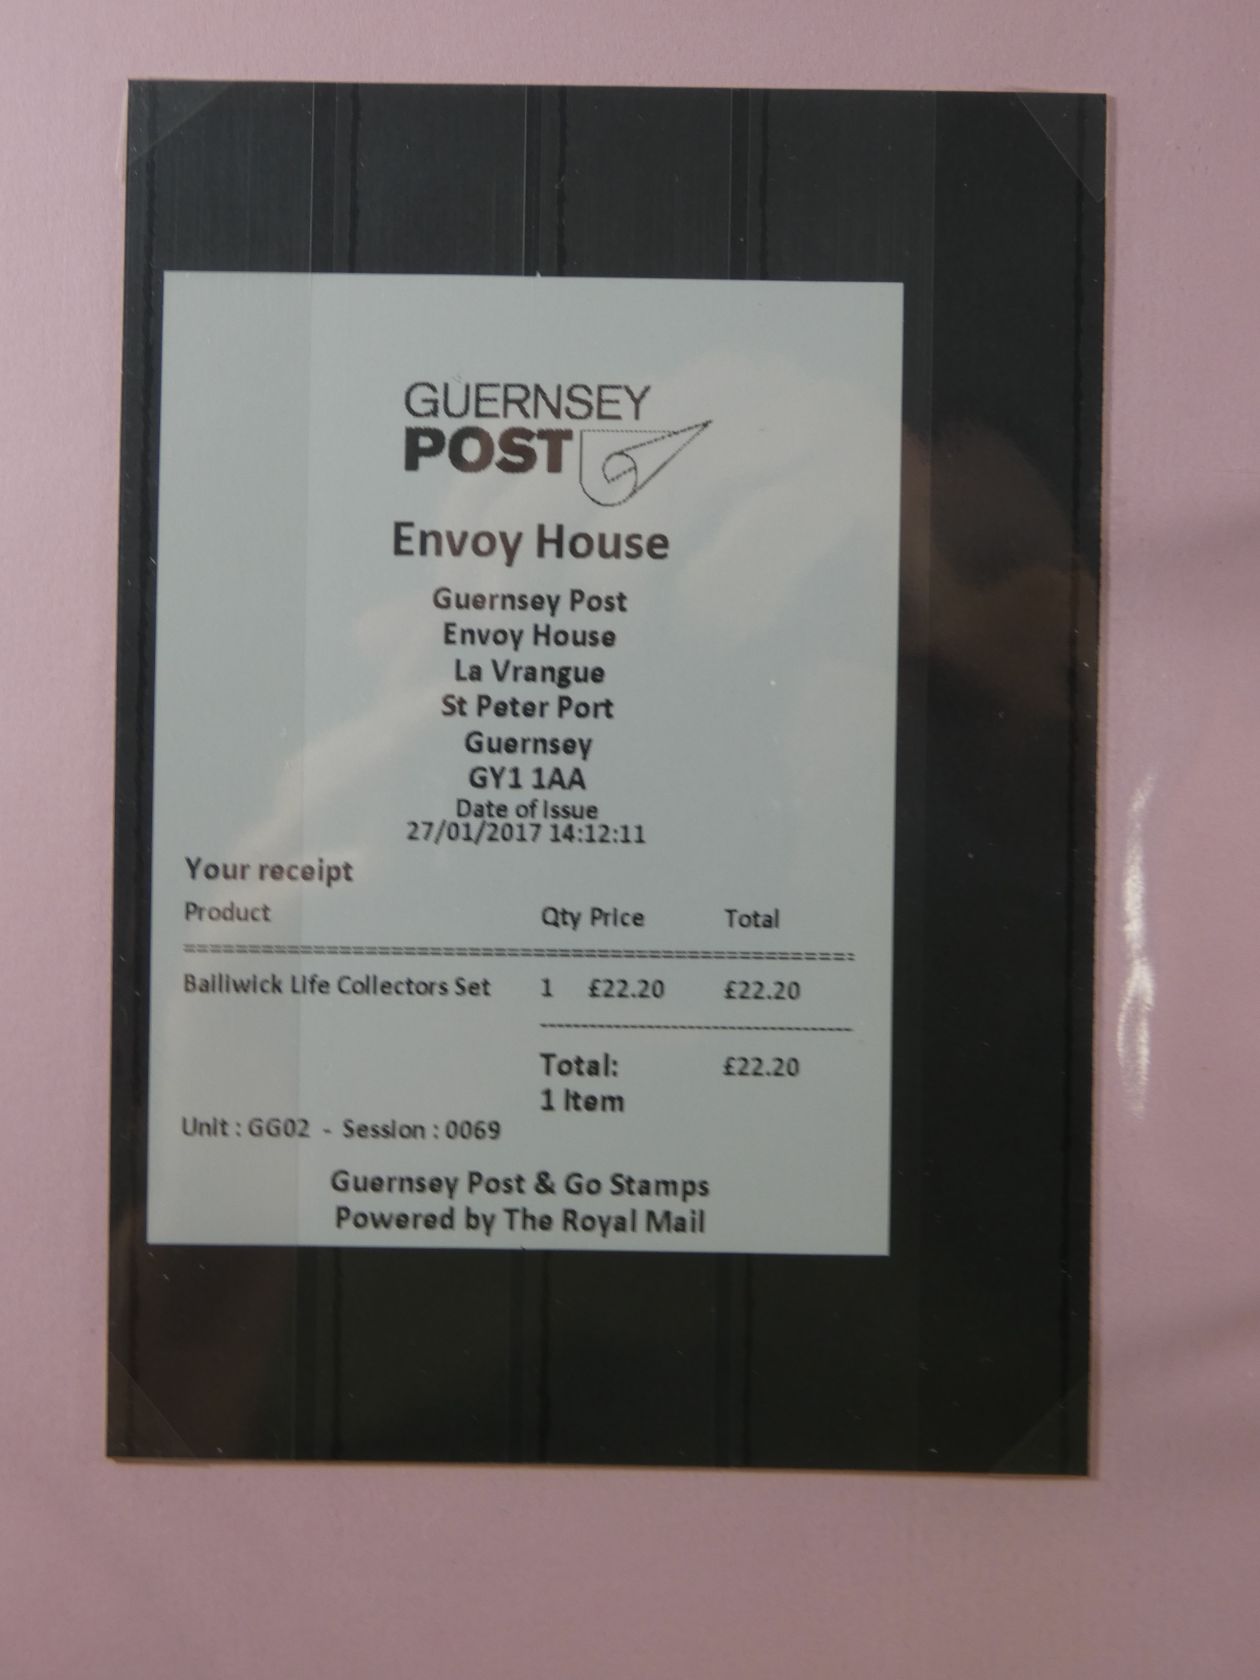 GUERNSEY
POST
Envoy House
Guernsey Post
Envoy House
La Vrangue
St Peter Port
Guernsey
GY1 1AA
Date of Issue
27/01/2017 14:12:11
Your receipt
Product Qty Price Total
Bailiwick Life Collectors Set 1 £22.20 £22.20
Total: £22.20
1 Item
Unit : GG02 - Session : 0069
Guernsey Post & Go Stamps
Powered by The Royal Mail